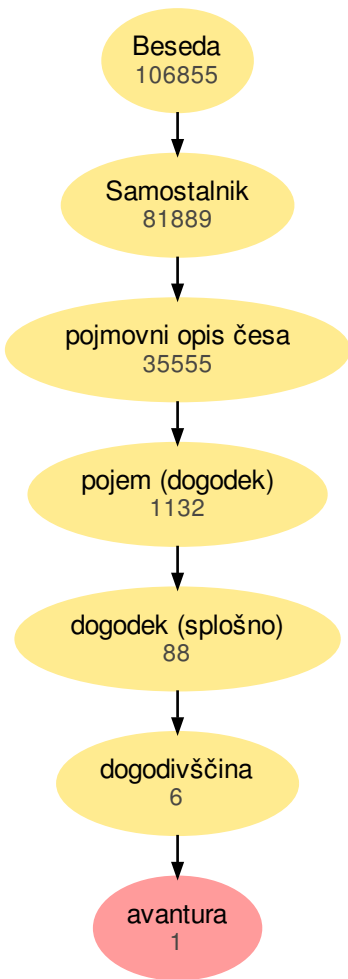 Beseda
106855
Samostalnik
81889
pojmovni opis česa
35555
pojem (dogodek)
1132
dogodek (splošno)
88
dogodivščina
6
avantura
1